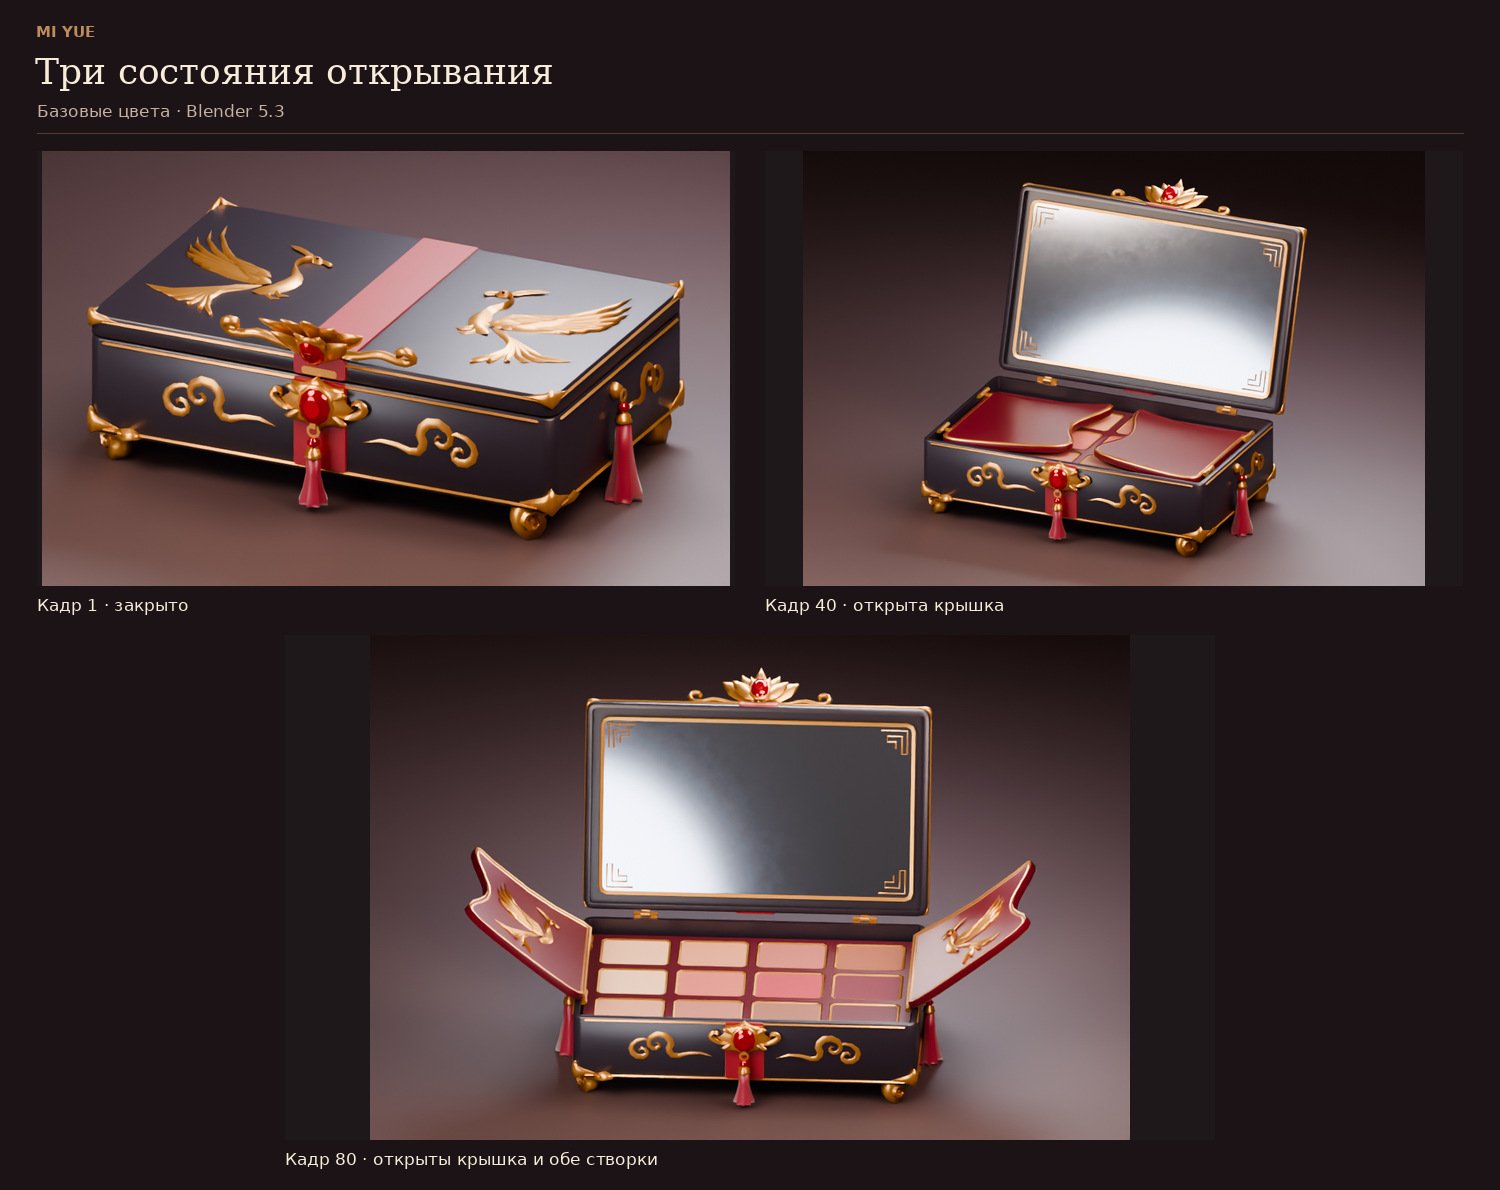 MI YUE
Три состояния открывания
Базовые цвета · Blender 5.3
Кадр 1 · закрыто
Кадр 40 · открыта крышка
Кадр 80 · открыты крышка и обе створки